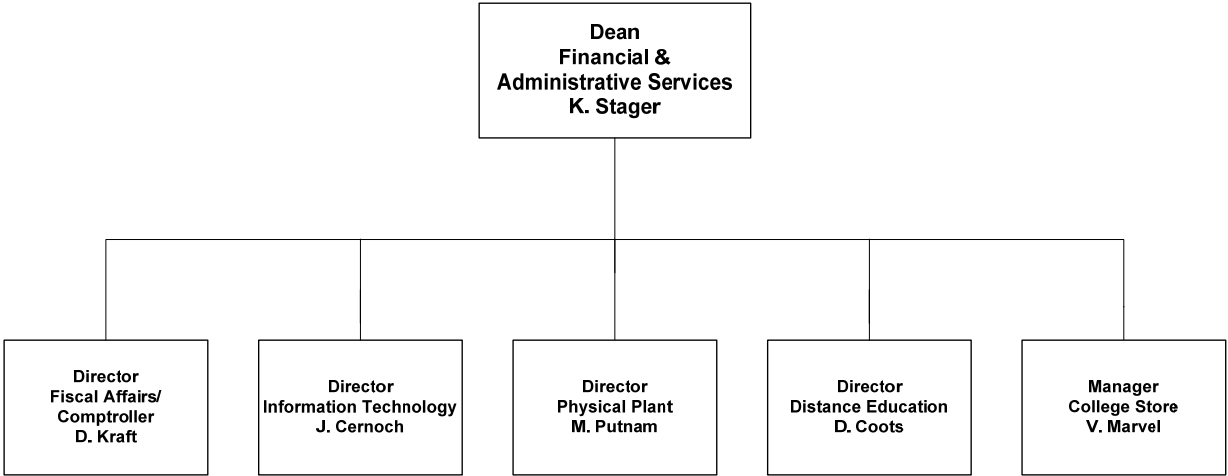 Dean
Financial &
Administrative Services
K. Stager
Director
Fiscal Affairs/
Comptroller
D. Kraft
Director
Information Technology
J. Cernoch
Director
Physical Plant
M. Putnam
Director
Distance Education
D. Coots
Manager
College Store
V. Marvel